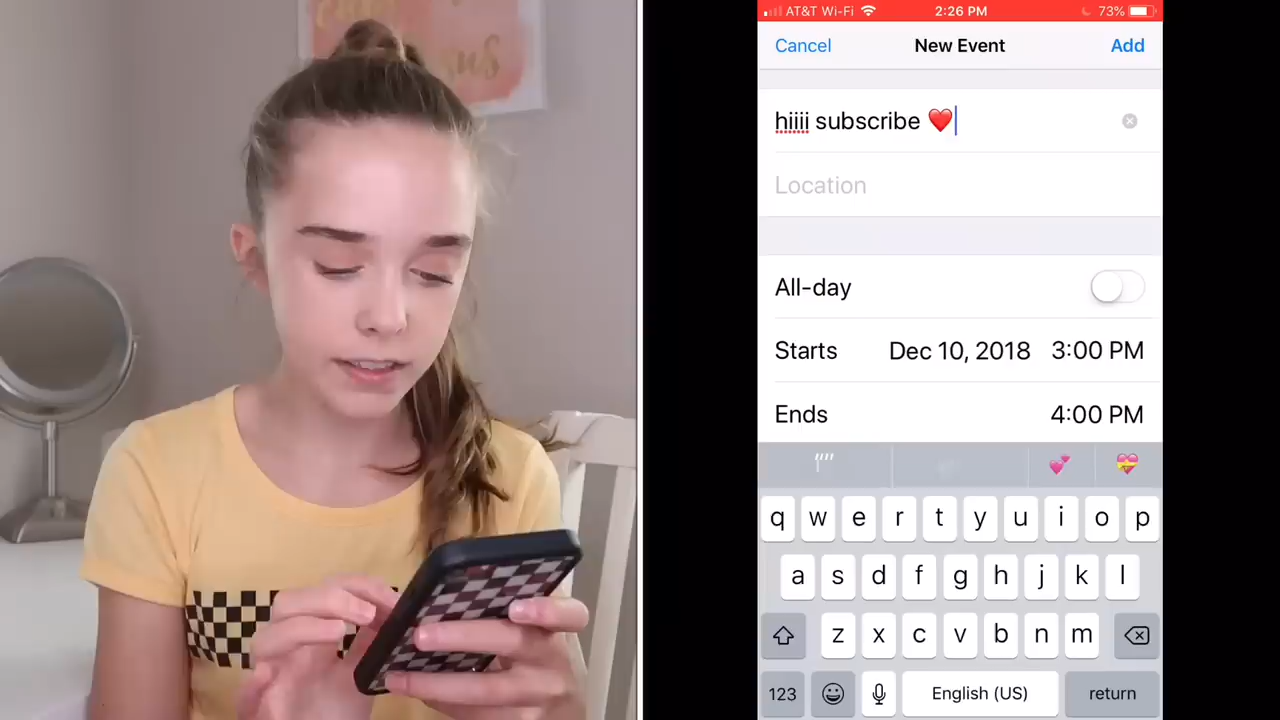 sus
AT&T Wi-Fi 2:26 PM 73%
Cancel New Event Add
hiiii subscribe ❤️
Location
All-day
Starts Dec 10, 2018 3:00 PM
Ends 4:00 PM
q w e r t y u i o p
a s d f g h j k l
z x c v b n m
123 English (US) return